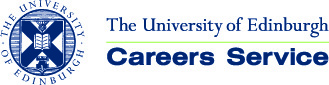 THE UNIVERSITY OF EDINBURGH
The University of Edinburgh
Careers Service